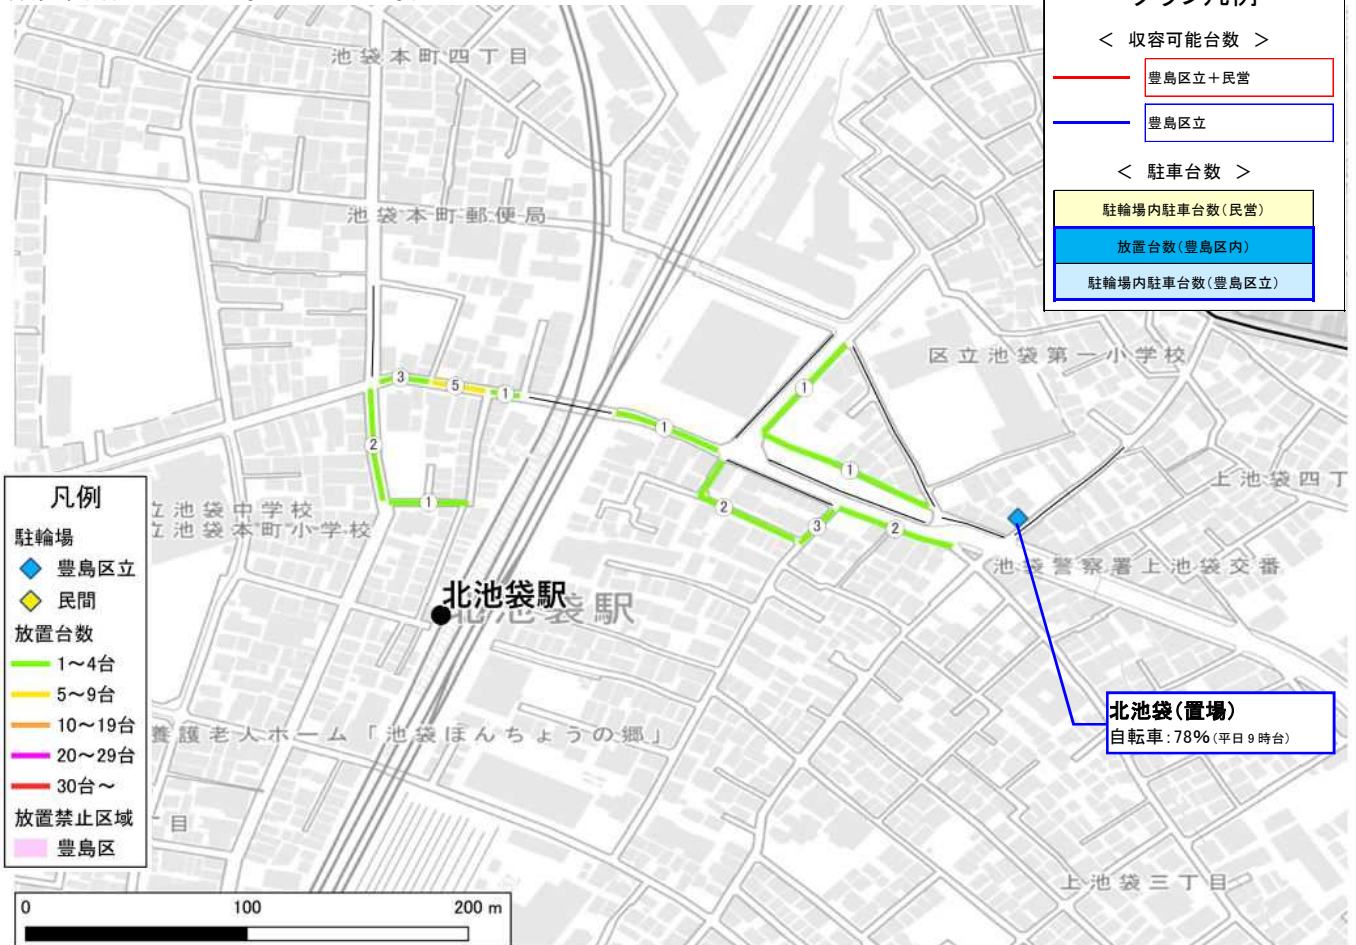 グラフ凡例
＜ 収容可能台数 ＞
豊島区立＋民営
豊島区立
＜ 駐車台数 ＞
駐輪場内駐車台数(民営)
放置台数(豊島区内)
駐輪場内駐車台数(豊島区立)
池袋本町四丁目
池袋本町郵便局
区立池袋第一小学校
3
5
1
1
1
2
1
1
2
3
2
上池袋四丁
立池袋中学校
立池袋本町小学校
池袋警察署上池袋交番
北池袋駅
北池袋駅
北池袋(置場)
自転車:78%(平日9時台)
養護老人ホーム「池袋ほんちょうの郷」
目
上池袋三丁目
凡例
駐輪場
豊島区立
民間
放置台数
1～4台
5～9台
10～19台
20～29台
30台～
放置禁止区域
豊島区
0
100
200 m